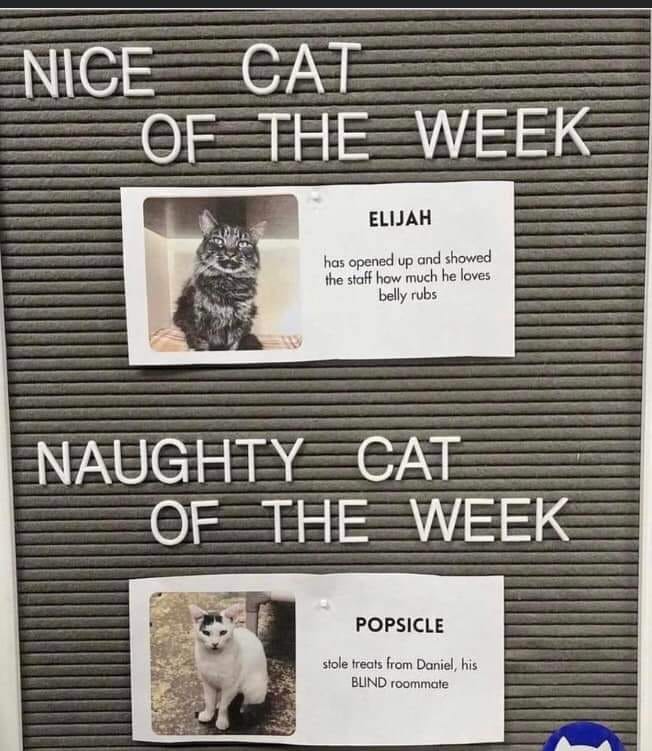 NICE CAT
OF THE WEEK
ELIJAH
has opened up and showed
the staff how much he loves
belly rubs
NAUGHTY CAT
OF THE WEEK
POPSICLE
stole treats from Daniel, his
BLIND roommate